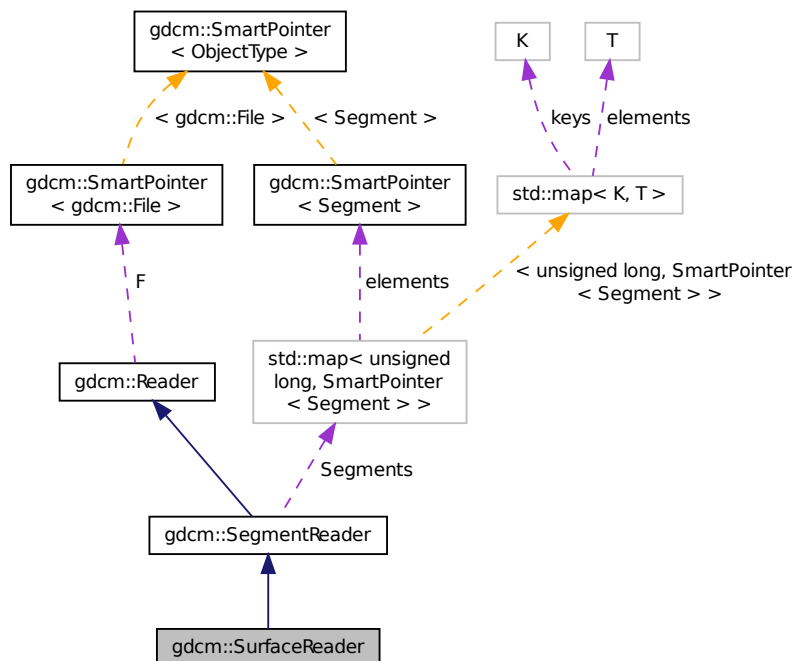 gdcm::SmartPointer
< ObjectType >
K
T
< gdcm::File >
< Segment >
keys
elements
gdcm::SmartPointer
< gdcm::File >
gdcm::SmartPointer
< Segment >
std::map< K, T >
F
elements
< unsigned long, SmartPointer
< Segment > >
gdcm::Reader
std::map< unsigned
long, SmartPointer
< Segment > >
Segments
gdcm::SegmentReader
gdcm::SurfaceReader